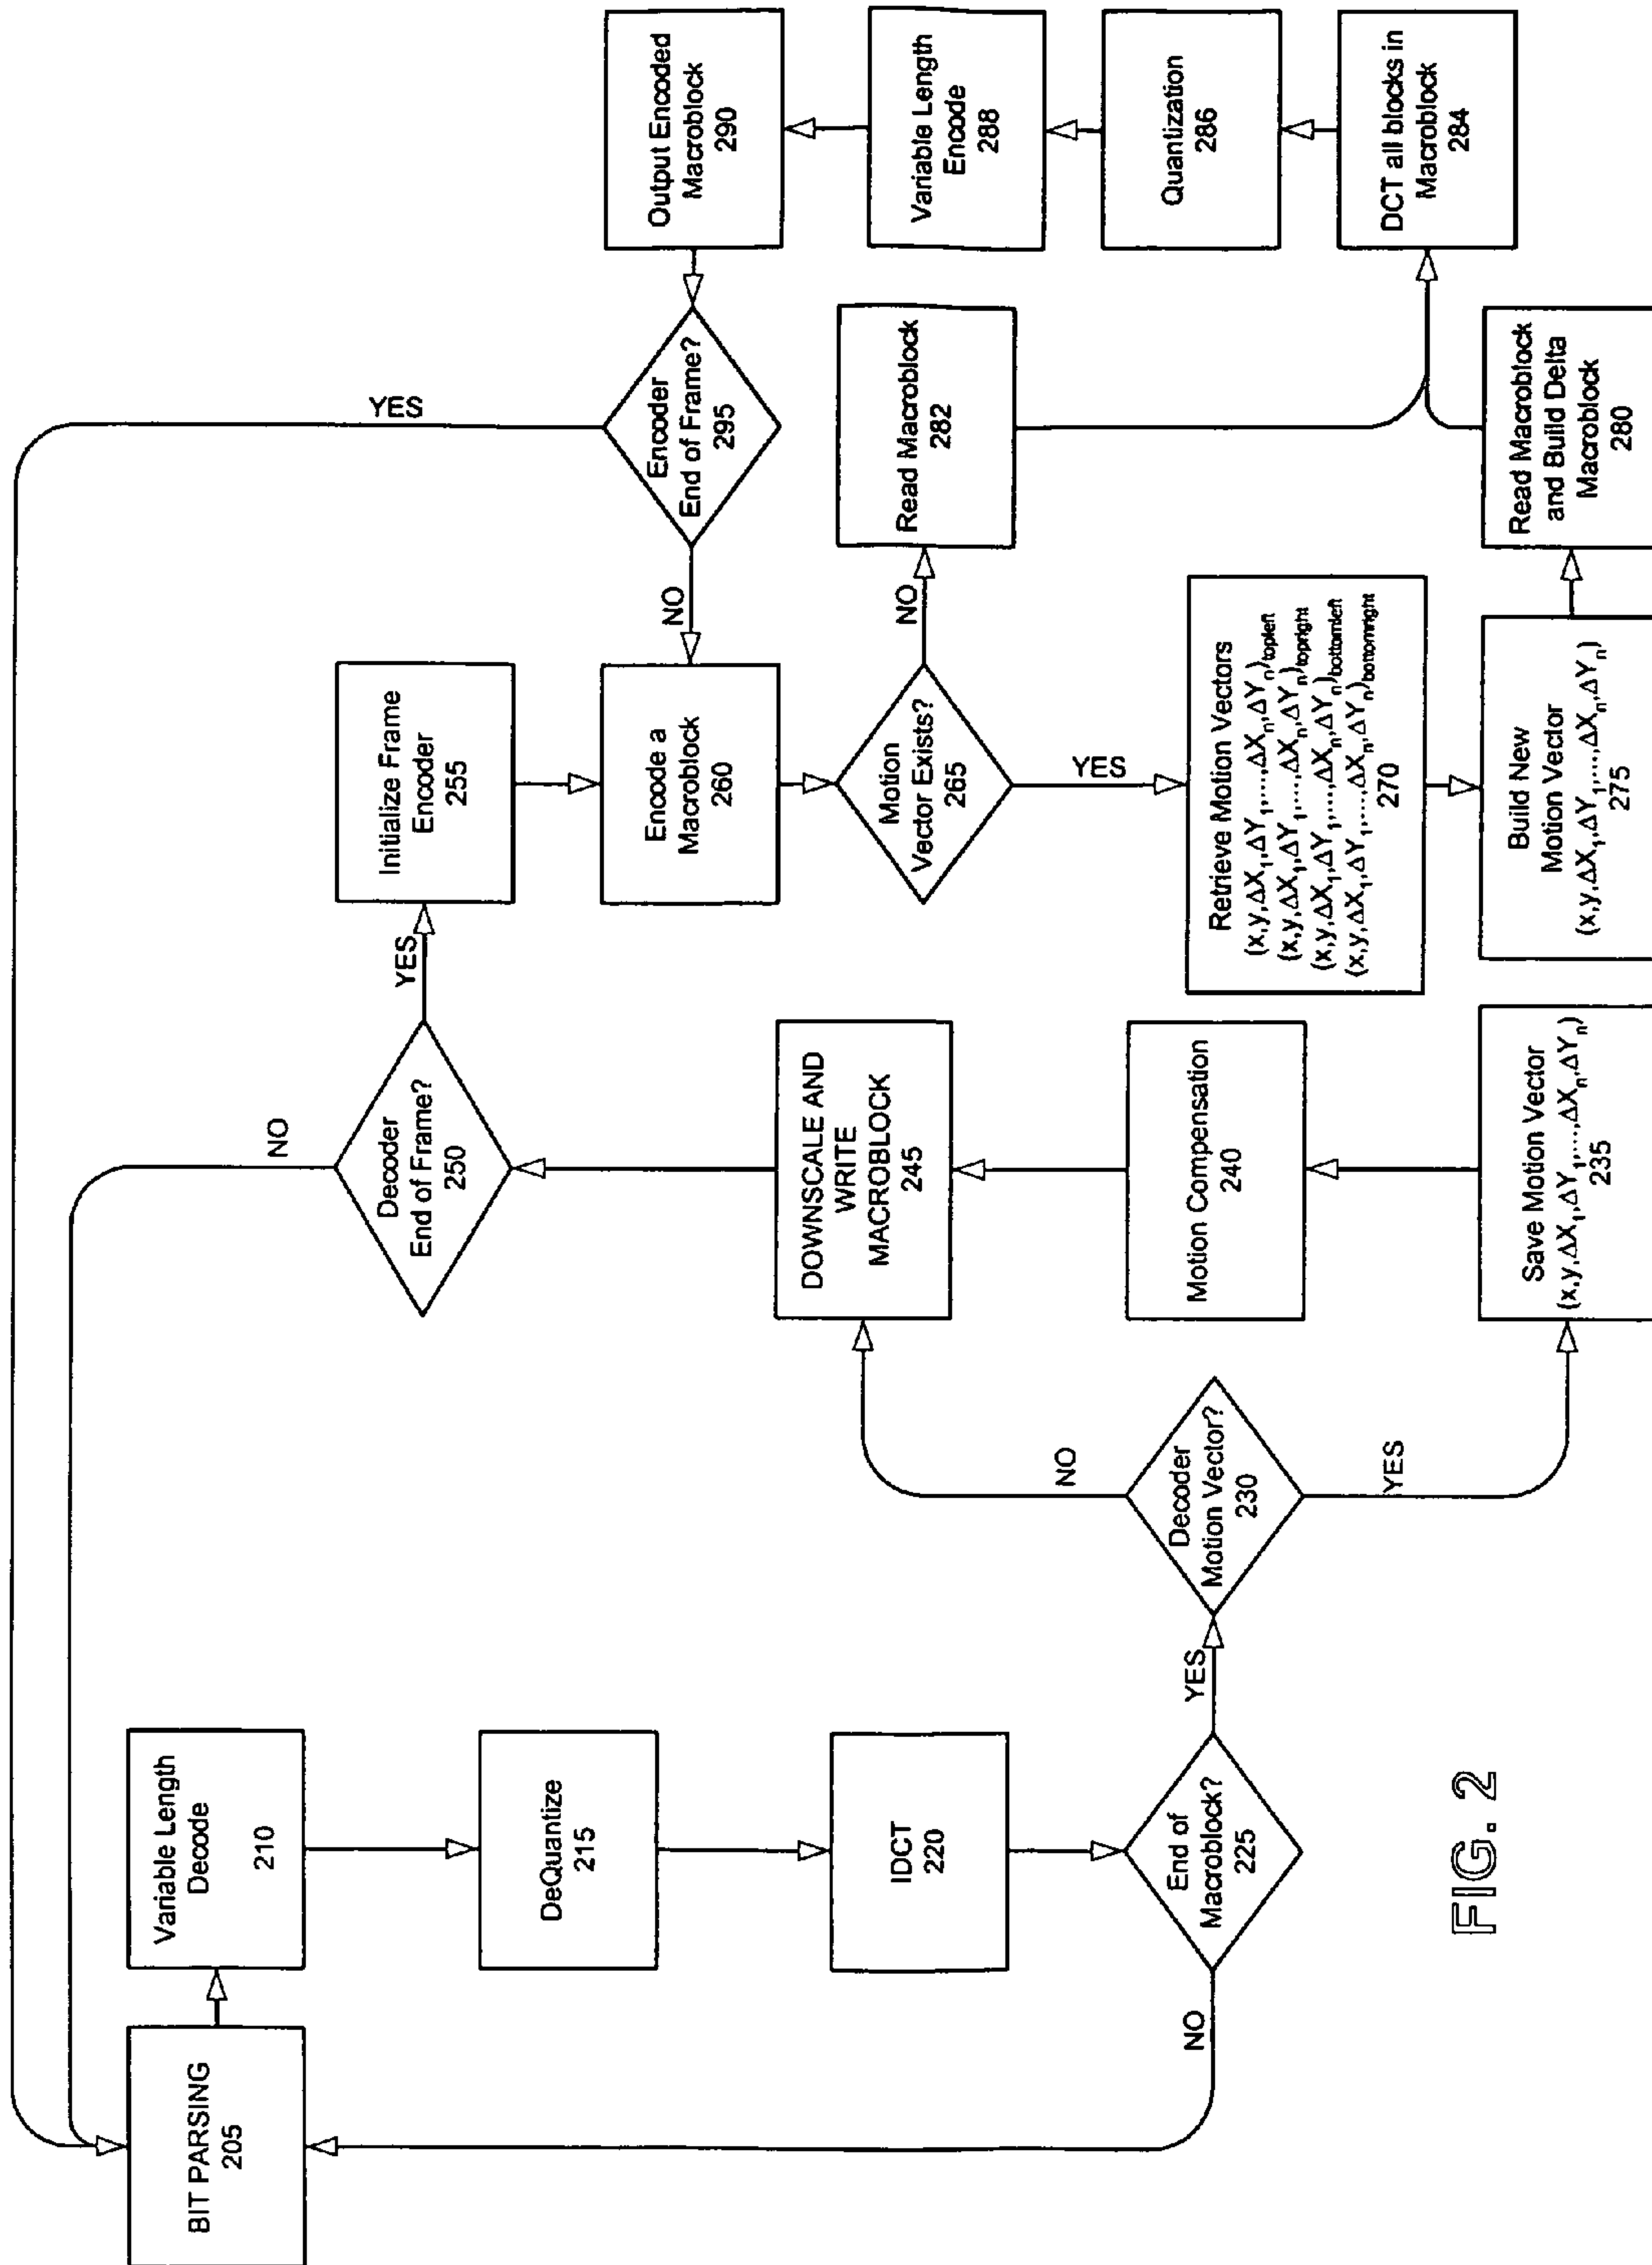 BIT PARSING
205
Variable Length
Decode
210
DeQuantize
215
IDCT
220
End of
Macroblock?
225
NO
YES
Decoder
Motion Vector?
230
NO
YES
Save Motion Vector
(x,y,ΔX₁,ΔY₁,...,ΔXₙ,ΔYₙ)
235
Motion Compensation
240
DOWNSCALE AND
WRITE
MACROBLOCK
245
Decoder
End of Frame?
250
NO
YES
Initialize Frame
Encoder
255
Encode a
Macroblock
260
Motion
Vector Exists?
265
NO
YES
Retrieve Motion Vectors
(x,y,ΔX₁,ΔY₁,...,ΔXₙ,ΔYₙ)topleft
(x,y,ΔX₁,ΔY₁,...,ΔXₙ,ΔYₙ)topright
(x,y,ΔX₁,ΔY₁,...,ΔXₙ,ΔYₙ)bottomleft
(x,y,ΔX₁,ΔY₁,...,ΔXₙ,ΔYₙ)bottomright
270
Build New
Motion Vector
(x,y,ΔX₁,ΔY₁,...,ΔXₙ,ΔYₙ)
275
Read Macroblock
and Build Delta
Macroblock
280
Read Macroblock
282
DCT all blocks in
Macroblock
284
Quantization
286
Variable Length
Encode
288
Output Encoded
Macroblock
290
Encoder
End of Frame?
295
NO
YES
FIG. 2